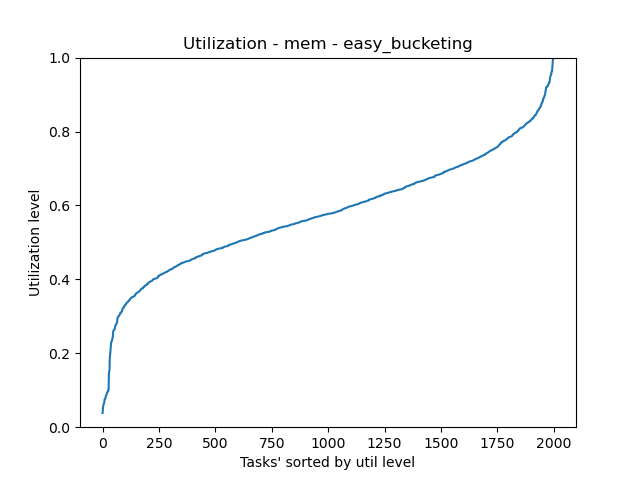 Utilization - mem - easy_bucketing
1.0
0.8
0.6
0.4
0.2
0.0
Utilization level
0 250 500 750 1000 1250 1500 1750 2000
Tasks' sorted by util level